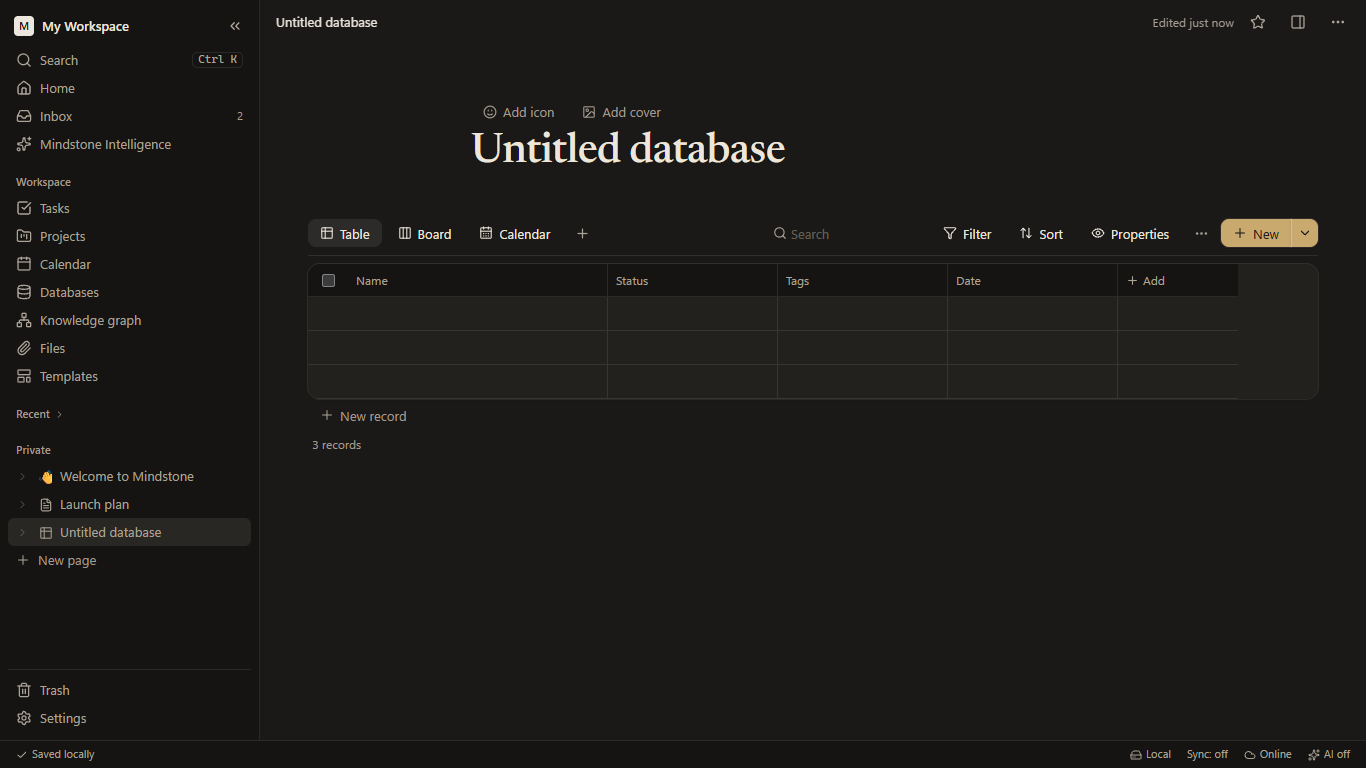 M My Workspace
Search Ctrl K
Home
Inbox 2
Mindstone Intelligence
Workspace
Tasks
Projects
Calendar
Databases
Knowledge graph
Files
Templates
Recent
Private
Welcome to Mindstone
Launch plan
Untitled database
New page
Trash
Settings
Saved locally
Untitled database
Edited just now
Add icon Add cover
Untitled database
Table Board Calendar Search Filter Sort Properties New
Name Status Tags Date Add
New record
3 records
Local Sync: off Online AI off